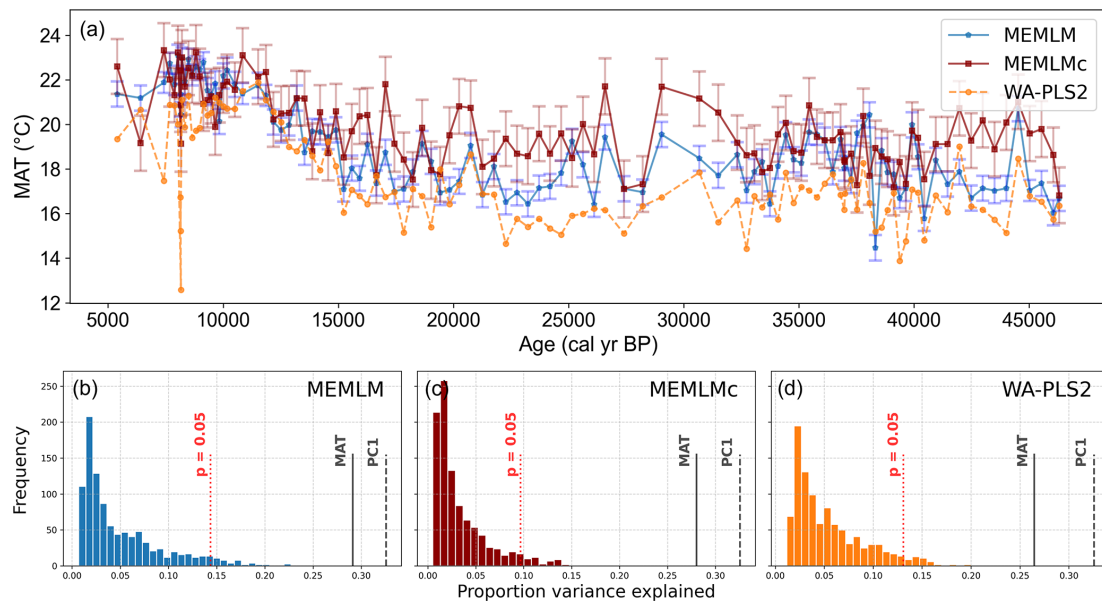 (a)
MEMLM
MEMLMc
WA-PLS2
MAT (°C)
24
22
20
18
16
14
12
5000 10000 15000 20000 25000 30000 35000 40000 45000
Age (cal yr BP)
(b) MEMLM
(c) MEMLMc
(d) WA-PLS2
Frequency
250
200
150
100
50
0
p = 0.05
MAT
PC1
p = 0.05
MAT
PC1
p = 0.05
MAT
PC1
0.00 0.05 0.10 0.15 0.20 0.25 0.30
0.00 0.05 0.10 0.15 0.20 0.25 0.30
0.00 0.05 0.10 0.15 0.20 0.25 0.30
Proportion variance explained